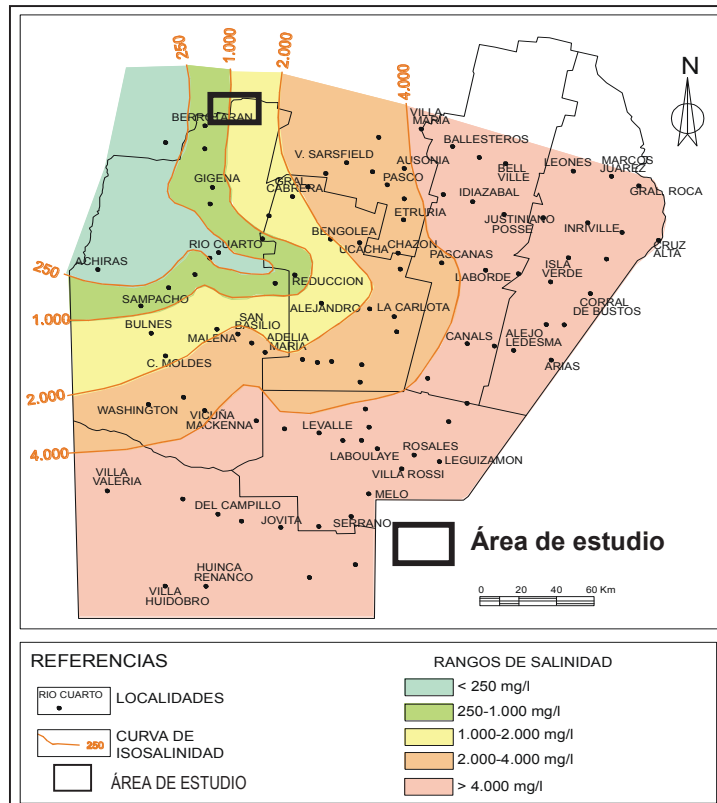 250
1.000
2.000
4.000
N
BERROTARAN
VILLA
MARIA
BALLESTEROS
V. SARSFIELD
AUSONIA
BELL
VILLE
LEONES
MARCOS
JUAREZ
GIGENA
GRAL
CABRERA
PASCO
IDIAZABAL
GRAL. ROCA
ETRURIA
JUSTINIANO
POSSE
INRIVILLE
BENGOLEA
UCACHA
CHAZON
CRUZ
ALTA
RIO CUARTO
PASCANAS
ACHIRAS
ISLA
VERDE
250
REDUCCION
LABORDE
SAMPACHO
ALEJANDRO
LA CARLOTA
CORRAL
DE BUSTOS
1.000
BULNES
SAN
BASILIO
MALENA
ADELIA
MARIA
CANALS
ALEJO
LEDESMA
C. MOLDES
ARIAS
2.000
WASHINGTON
VICUÑA
MACKENNA
LEVALLE
4.000
LABOULAYE
ROSALES
LEGUIZAMON
VILLA ROSSI
VILLA
VALERIA
MELO
DEL CAMPILLO
JOVITA
SERRANO
Área de estudio
HUINCA
RENANCO
VILLA
HUIDOBRO
0 20 40 60 Km
REFERENCIAS
RIO CUARTO
LOCALIDADES
250
CURVA DE
ISOSALINIDAD
ÁREA DE ESTUDIO
RANGOS DE SALINIDAD
< 250 mg/l
250-1.000 mg/l
1.000-2.000 mg/l
2.000-4.000 mg/l
> 4.000 mg/l